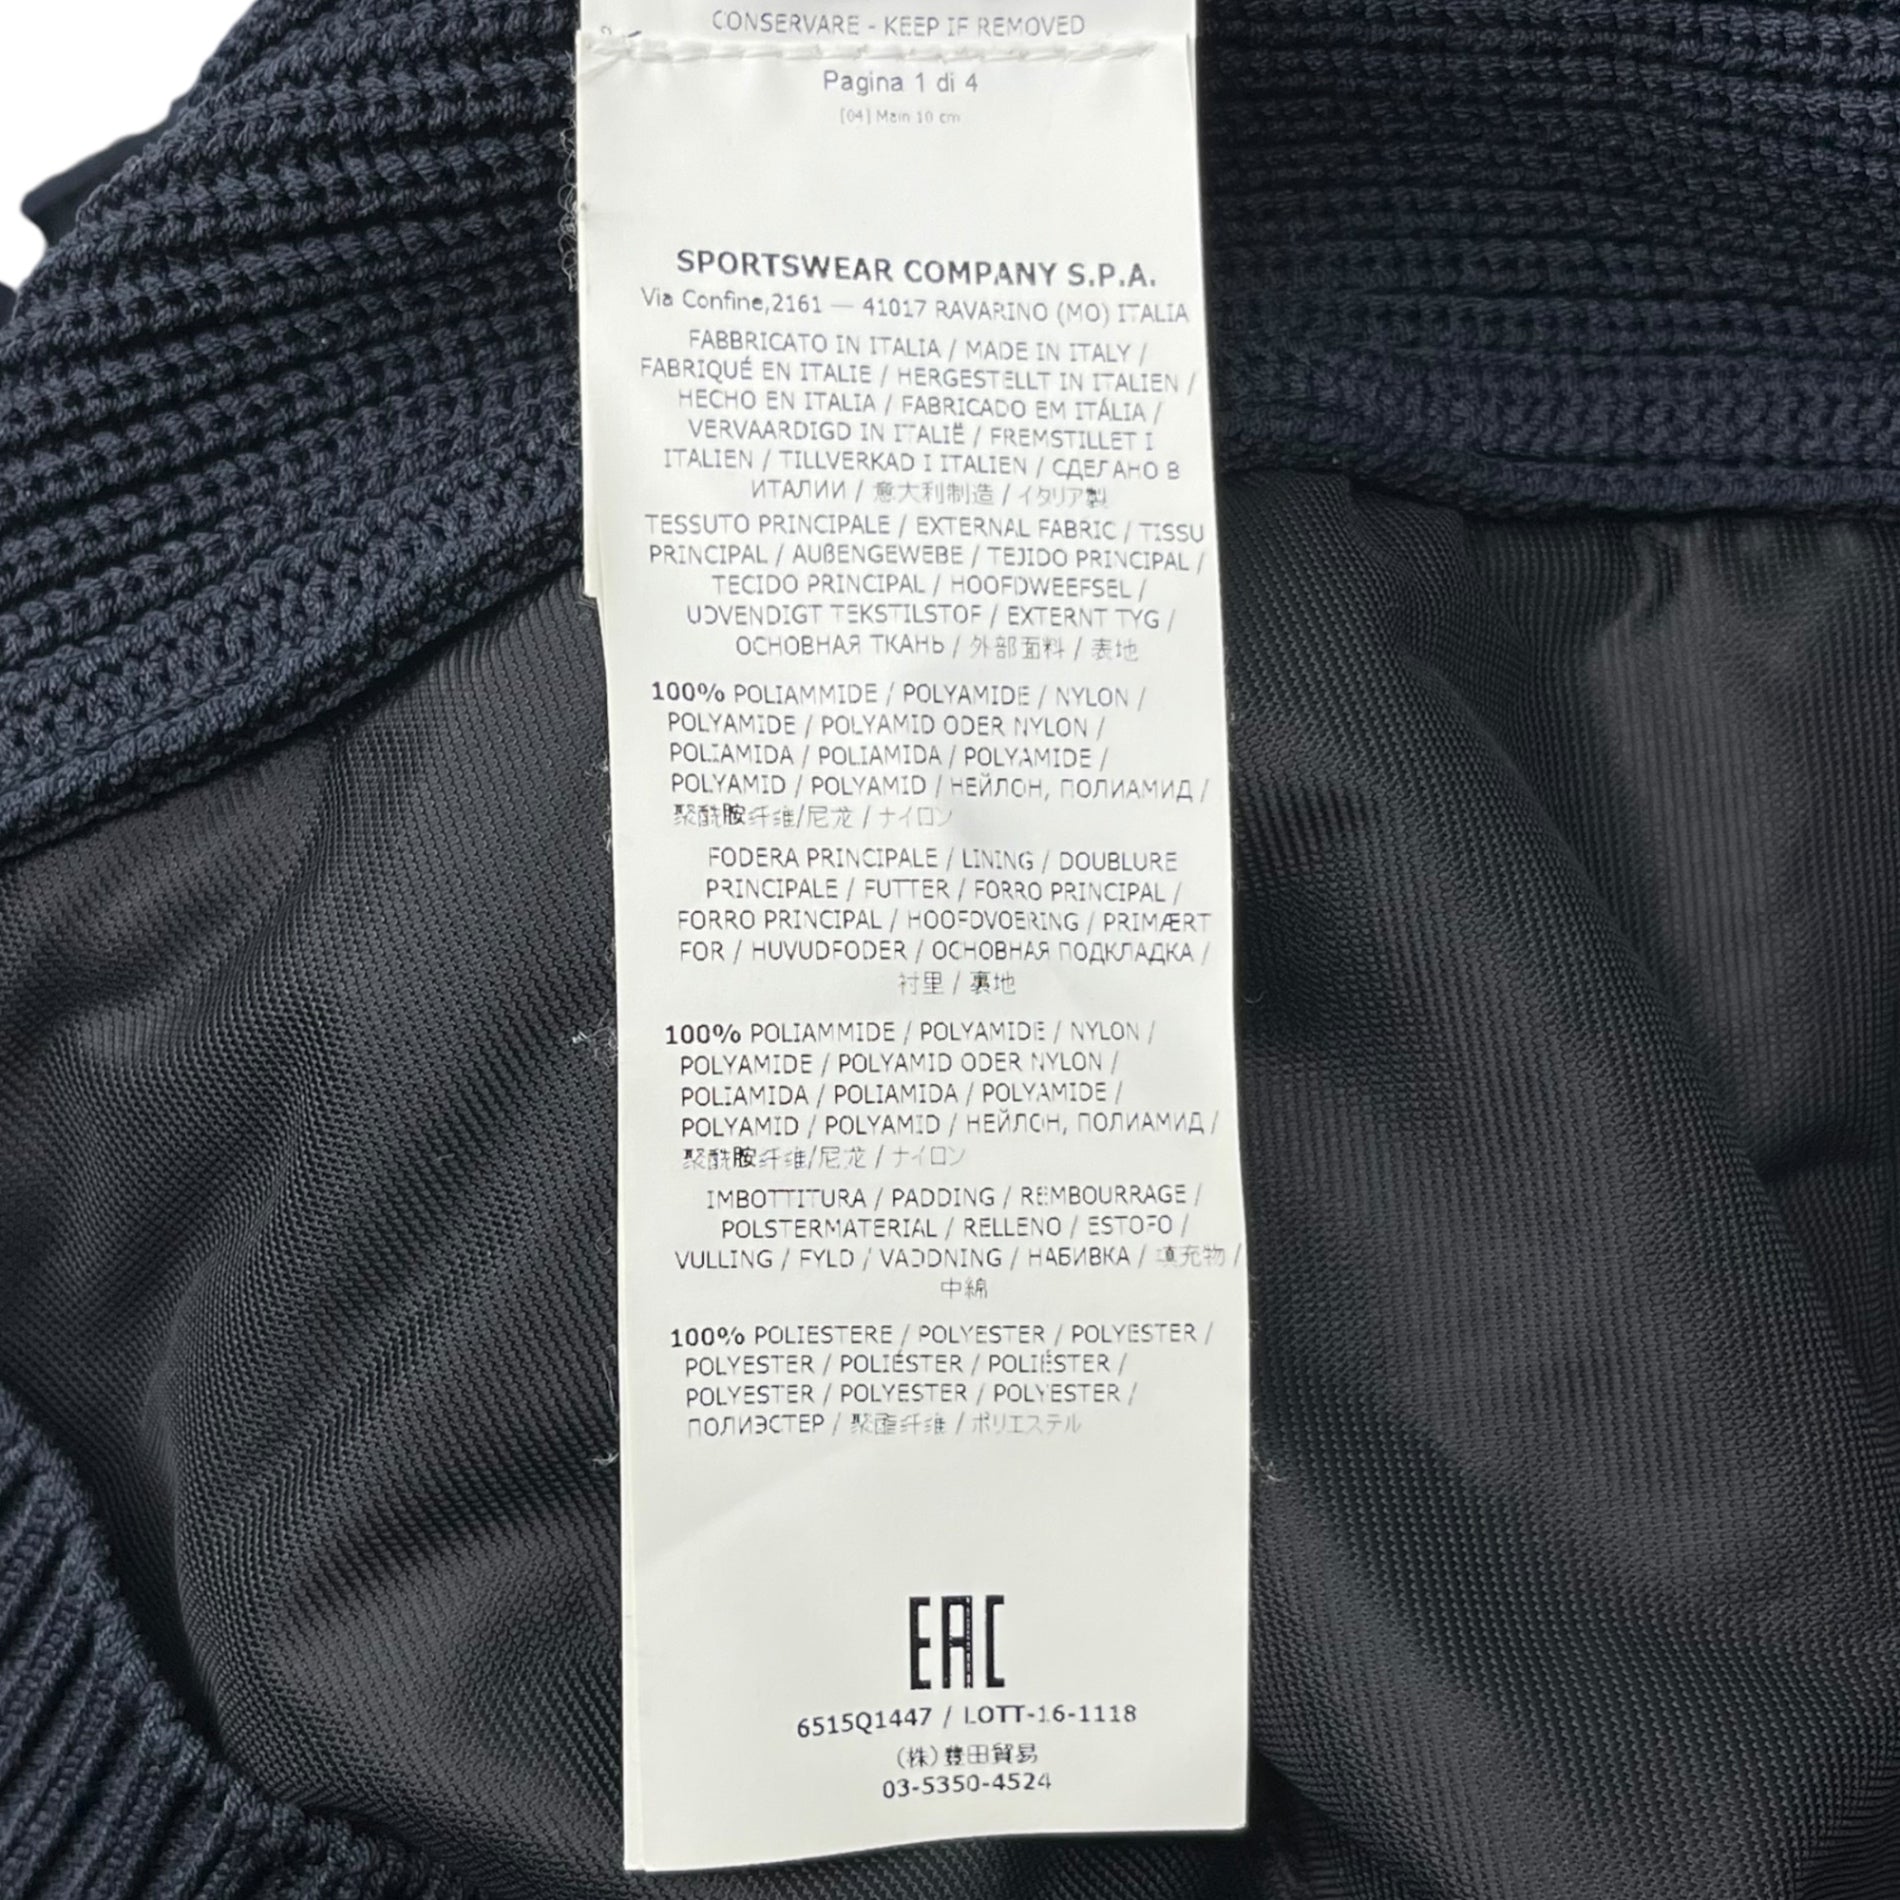 CONSERVARE - KEEP IF REMOVED
Pagina 1 di 4
[04] Main 10 cm
SPORTSWEAR COMPANY S.P.A.
Via Confine,2161 — 41017 RAVARINO (MO) ITALIA
FABBRICATO IN ITALIA / MADE IN ITALY /
FABRIQUÉ EN ITALIE / HERGESTELLT IN ITALIEN /
HECHO EN ITALIA / FABRICADO EM ITÁLIA /
VERVAARDIGD IN ITALIË / FREMSTILLET I
ITALIEN / TILLVERKAD I ITALIEN / СДЕЛАНО В
ИТАЛИИ / 意大利制造 / イタリア製
TESSUTO PRINCIPALE / EXTERNAL FABRIC / TISSU
PRINCIPAL / AUßENGEWEBE / TEJIDO PRINCIPAL /
TECIDO PRINCIPAL / HOOFDWEEFSEL /
UDVENDIGT TEKSTILSTOF / EXTERNT TYG /
ОСНОВНАЯ ТКАНЬ / 外部面料 / 表地
100% POLIAMMIDE / POLYAMIDE / NYLON /
POLYAMIDE / POLYAMID ODER NYLON /
POLIAMIDA / POLIAMIDA / POLYAMIDE /
POLYAMID / POLYAMID / НЕЙЛОН, ПОЛИАМИД /
聚酰胺纤维/尼龙 / ナイロン
FODERA PRINCIPALE / LINING / DOUBLURE
PRINCIPALE / FUTTER / FORRO PRINCIPAL /
FORRO PRINCIPAL / HOOFDVOERING / PRIMÆRT
FOR / HUVUDFODER / ОСНОВНАЯ ПОДКЛАДКА /
衬里 / 裏地
100% POLIAMMIDE / POLYAMIDE / NYLON /
POLYAMIDE / POLYAMID ODER NYLON /
POLIAMIDA / POLIAMIDA / POLYAMIDE /
POLYAMID / POLYAMID / НЕЙЛОН, ПОЛИАМИД /
聚酰胺纤维/尼龙 / ナイロン
IMBOTTITURA / PADDING / REMBOURRAGE /
POLSTERMATERIAL / RELLENO / ESTOFO /
VULLING / FYLD / VADDNING / НАБИВКА / 填充物 /
中綿
100% POLIESTERE / POLYESTER / POLYESTER /
POLYESTER / POLIÉSTER / POLIÉSTER /
POLYESTER / POLYESTER / POLYESTER /
ПОЛИЭСТЕР / 聚酯纤维 / ポリエステル
EAC
6515Q1447 / LOTT-16-1118
(株)豊田貿易
03-5350-4524